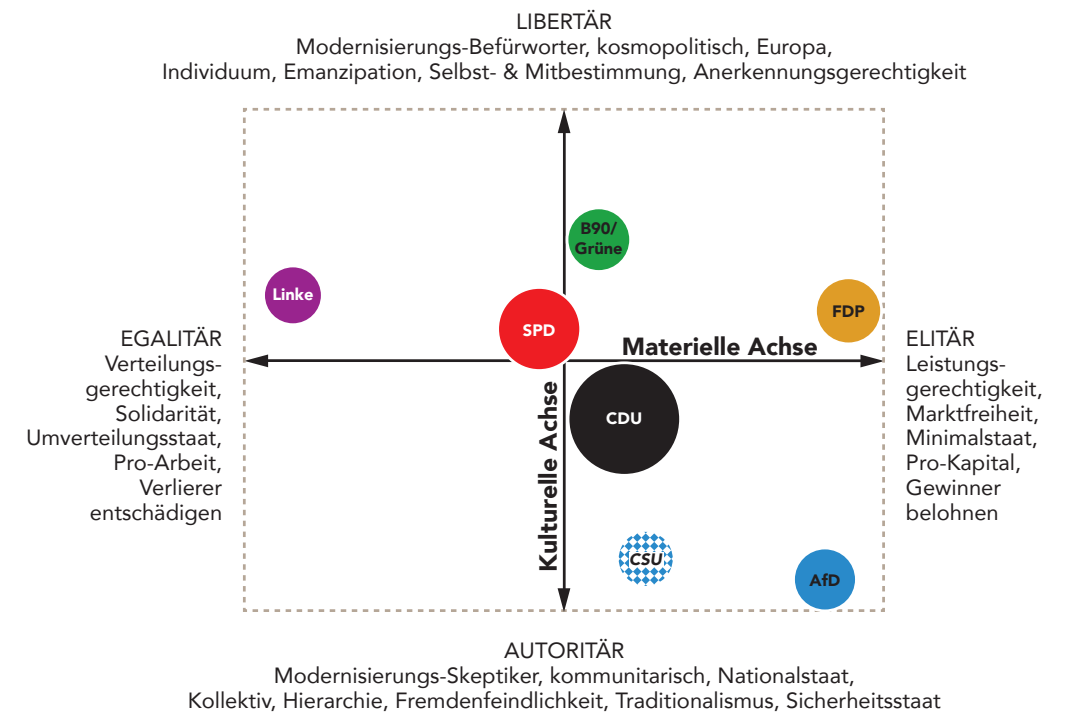 LIBERTÄR
Modernisierungs-Befürworter, kosmopolitisch, Europa,
Individuum, Emanzipation, Selbst- & Mitbestimmung, Anerkennungsgerechtigkeit
B90/
Grüne
Linke
SPD
FDP
EGALITÄR
Verteilungs-
gerechtigkeit,
Solidarität,
Umverteilungsstaat,
Pro-Arbeit,
Verlierer
entschädigen
Materielle Achse
Kulturelle Achse
CDU
ELITÄR
Leistungs-
gerechtigkeit,
Marktfreiheit,
Minimalstaat,
Pro-Kapital,
Gewinner
belohnen
CSU
AfD
AUTORITÄR
Modernisierungs-Skeptiker, kommunitarisch, Nationalstaat,
Kollektiv, Hierarchie, Fremdenfeindlichkeit, Traditionalismus, Sicherheitsstaat